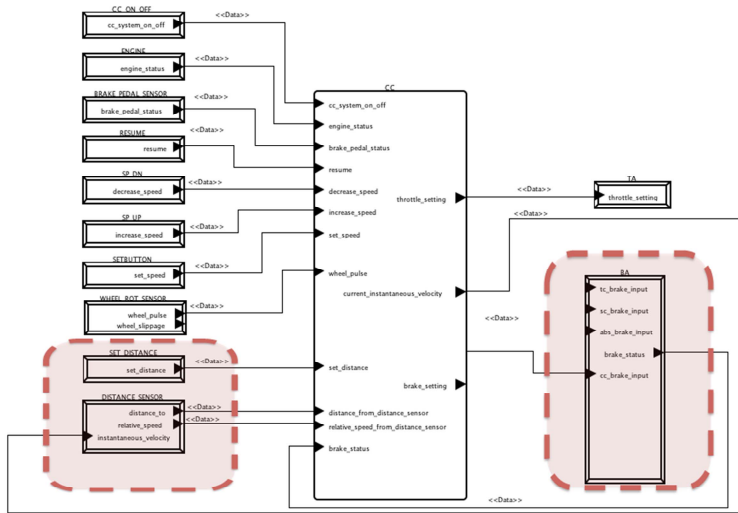 CC_ON_OFF
cc_system_on_off
<<Data>>
ENGINE
engine_status
<<Data>>
BRAKE_PEDAL_SENSOR
brake_pedal_status
<<Data>>
RESUME
resume
<<Data>>
SP_DN
decrease_speed
<<Data>>
SP_UP
increase_speed
<<Data>>
SETBUTTON
set_speed
<<Data>>
WHEEL_ROT_SENSOR
wheel_pulse
<<Data>>
wheel_slippage
SET_DISTANCE
set_distance
<<Data>>
DISTANCE_SENSOR
distance_to
<<Data>>
relative_speed
<<Data>>
instantaneous_velocity
CC
cc_system_on_off
engine_status
brake_pedal_status
resume
decrease_speed
increase_speed
set_speed
wheel_pulse
set_distance
distance_from_distance_sensor
relative_speed_from_distance_sensor
brake_status
throttle_setting
current_instantaneous_velocity
brake_setting
<<Data>>
<<Data>>
<<Data>>
<<Data>>
TA
throttle_setting
BA
tc_brake_input
sc_brake_input
abs_brake_input
brake_status
cc_brake_input